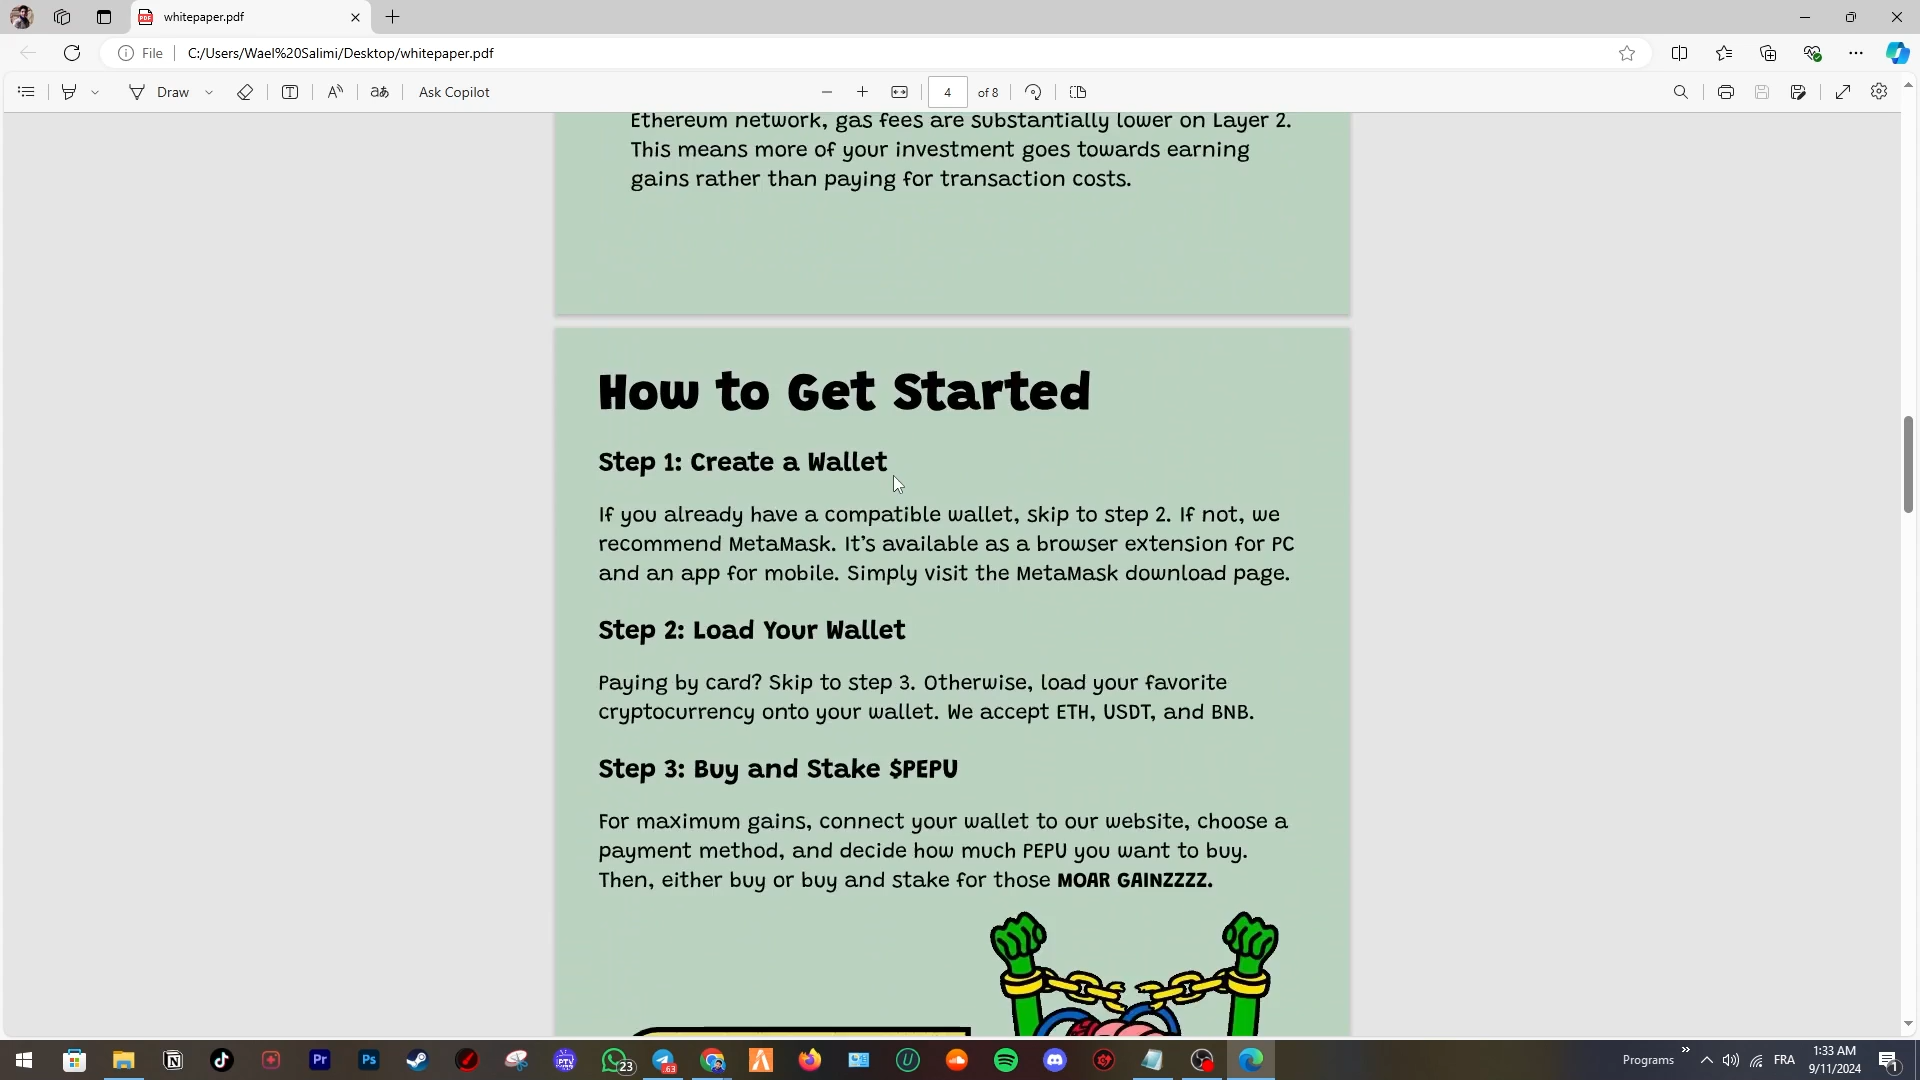 whitepaper.pdf
File
C:/Users/Wael%20Salimi/Desktop/whitepaper.pdf
Draw
aあ
Ask Copilot
4
of 8
Ethereum network, gas fees are substantially lower on Layer 2.
This means more of your investment goes towards earning
gains rather than paying for transaction costs.
How to Get Started
Step 1: Create a Wallet
If you already have a compatible wallet, skip to step 2. If not, we
recommend MetaMask. It’s available as a browser extension for PC
and an app for mobile. Simply visit the MetaMask download page.
Step 2: Load Your Wallet
Paying by card? Skip to step 3. Otherwise, load your favorite
cryptocurrency onto your wallet. We accept ETH, USDT, and BNB.
Step 3: Buy and Stake $PEPU
For maximum gains, connect your wallet to our website, choose a
payment method, and decide how much PEPU you want to buy.
Then, either buy or buy and stake for those MOAR GAINZZZZ.
Pr
Ps
PTV
23
.63
Programs
FRA
1:33 AM
9/11/2024
1